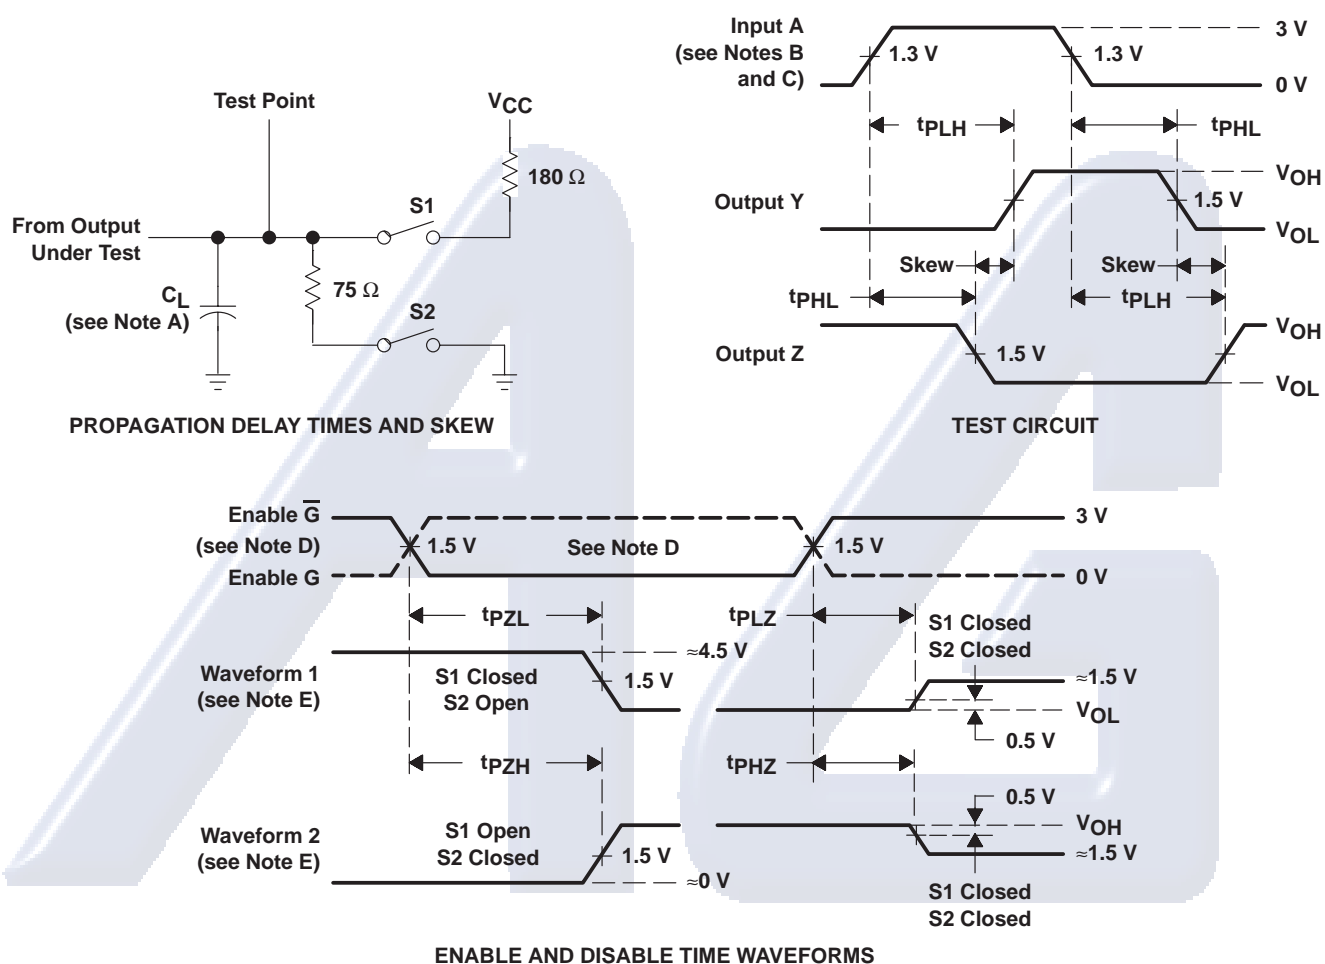 Test Point
VCC
180 Ω
S1
From Output
Under Test
CL
(see Note A)
75 Ω
S2
PROPAGATION DELAY TIMES AND SKEW
Input A
(see Notes B
and C)
1.3 V
1.3 V
3 V
0 V
tPLH
tPHL
Output Y
1.5 V
VOH
VOL
Skew
Skew
tPHL
tPLH
Output Z
1.5 V
VOH
VOL
TEST CIRCUIT
Enable G̅
(see Note D)
Enable G
1.5 V
See Note D
1.5 V
3 V
0 V
tPZL
tPLZ
S1 Closed
S2 Closed
Waveform 1
(see Note E)
S1 Closed
S2 Open
≈4.5 V
1.5 V
≈1.5 V
VOL
0.5 V
tPZH
tPHZ
0.5 V
Waveform 2
(see Note E)
S1 Open
S2 Closed
1.5 V
≈0 V
VOH
≈1.5 V
S1 Closed
S2 Closed
ENABLE AND DISABLE TIME WAVEFORMS